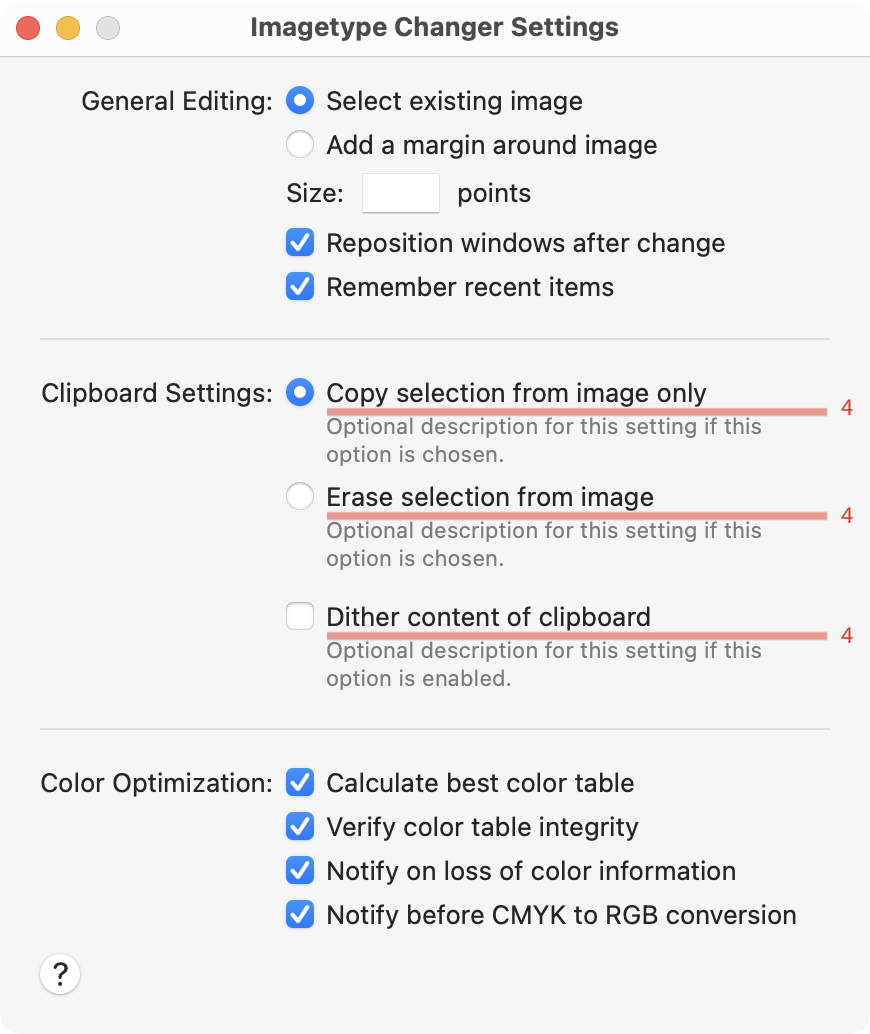 Imagetype Changer Settings
General Editing: Select existing image
Add a margin around image
Size: points
Reposition windows after change
Remember recent items
Clipboard Settings: Copy selection from image only
4
Optional description for this setting if this
option is chosen.
Erase selection from image
4
Optional description for this setting if this
option is chosen.
Dither content of clipboard
4
Optional description for this setting if this
option is enabled.
Color Optimization: Calculate best color table
Verify color table integrity
Notify on loss of color information
Notify before CMYK to RGB conversion
?